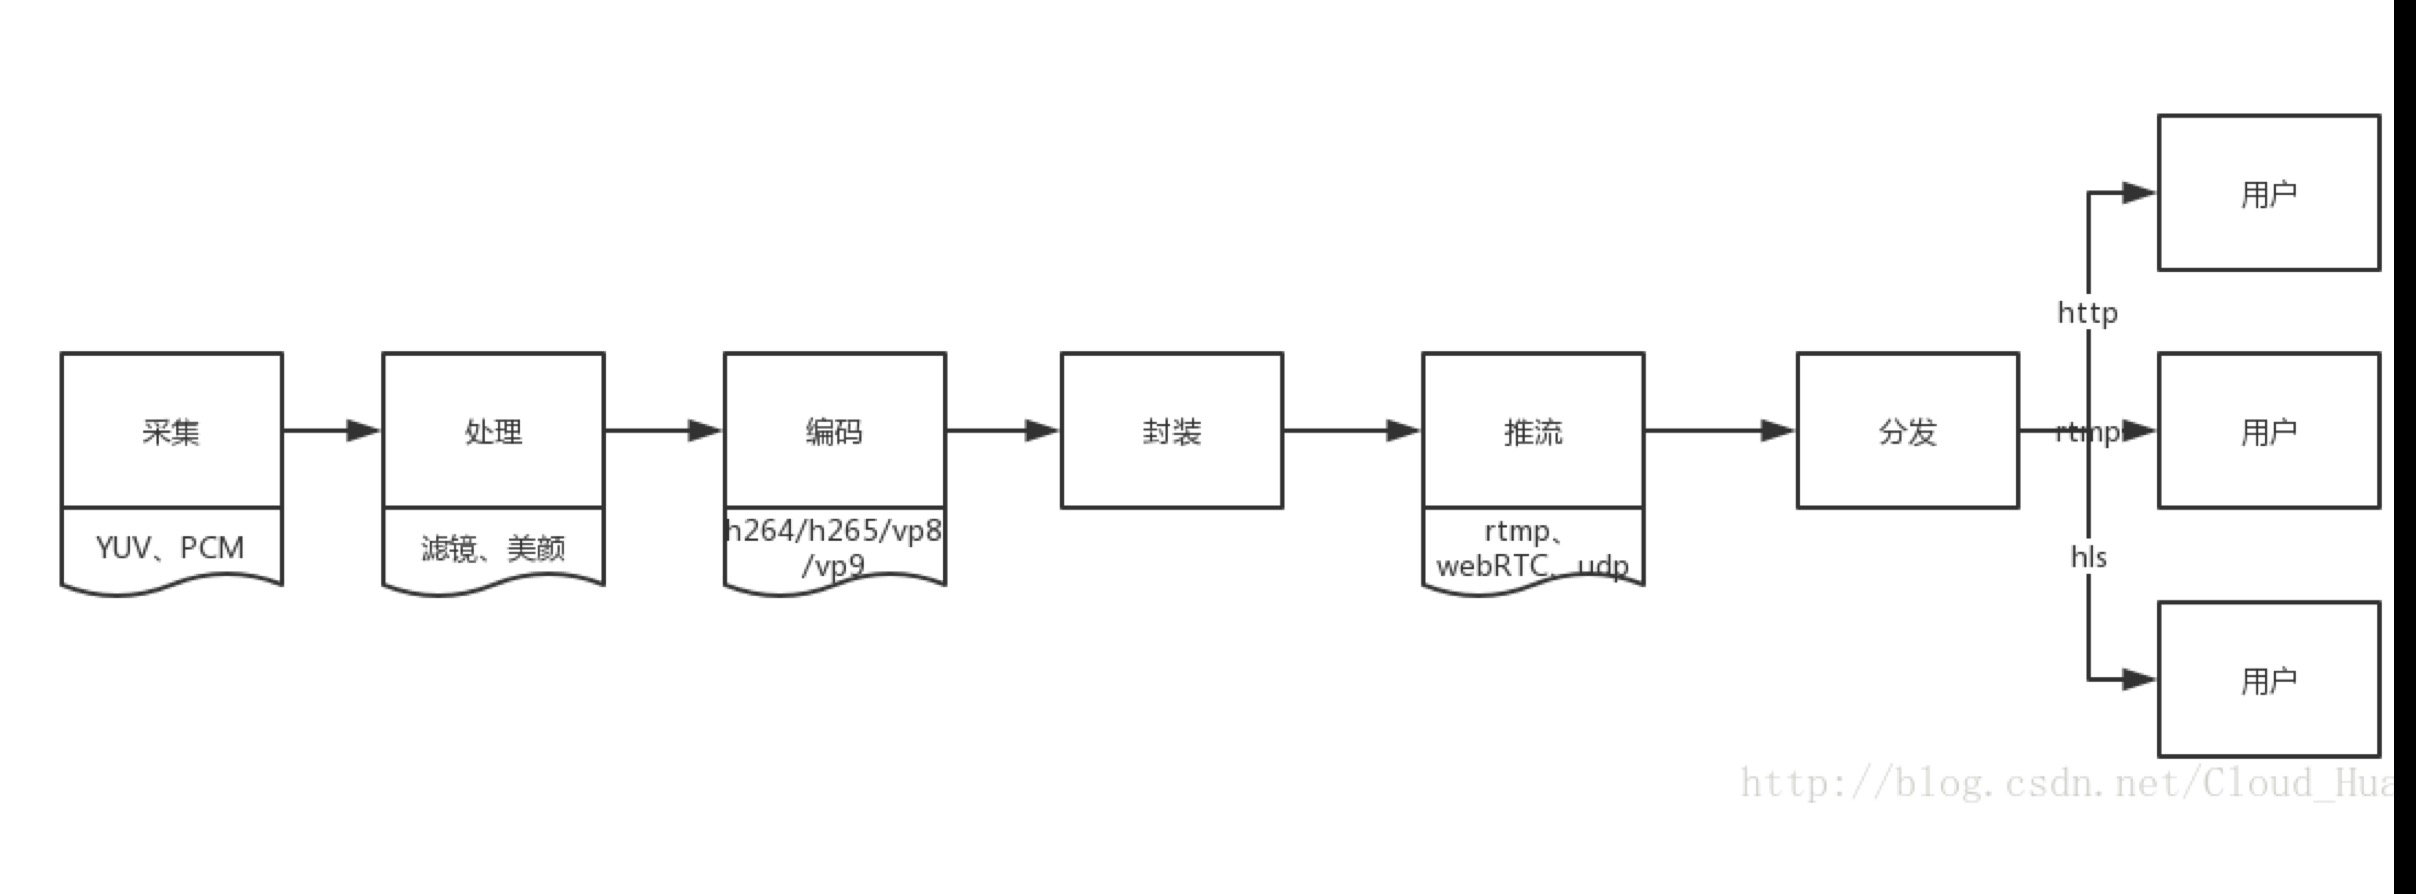 采集
YUV、PCM
处理
滤镜、美颜
编码
h264/h265/vp8
/vp9
封装
推流
rtmp、
webRTC、udp
分发
http
rtmp
hls
用户
用户
用户
http://blog.csdn.net/Cloud_Hua